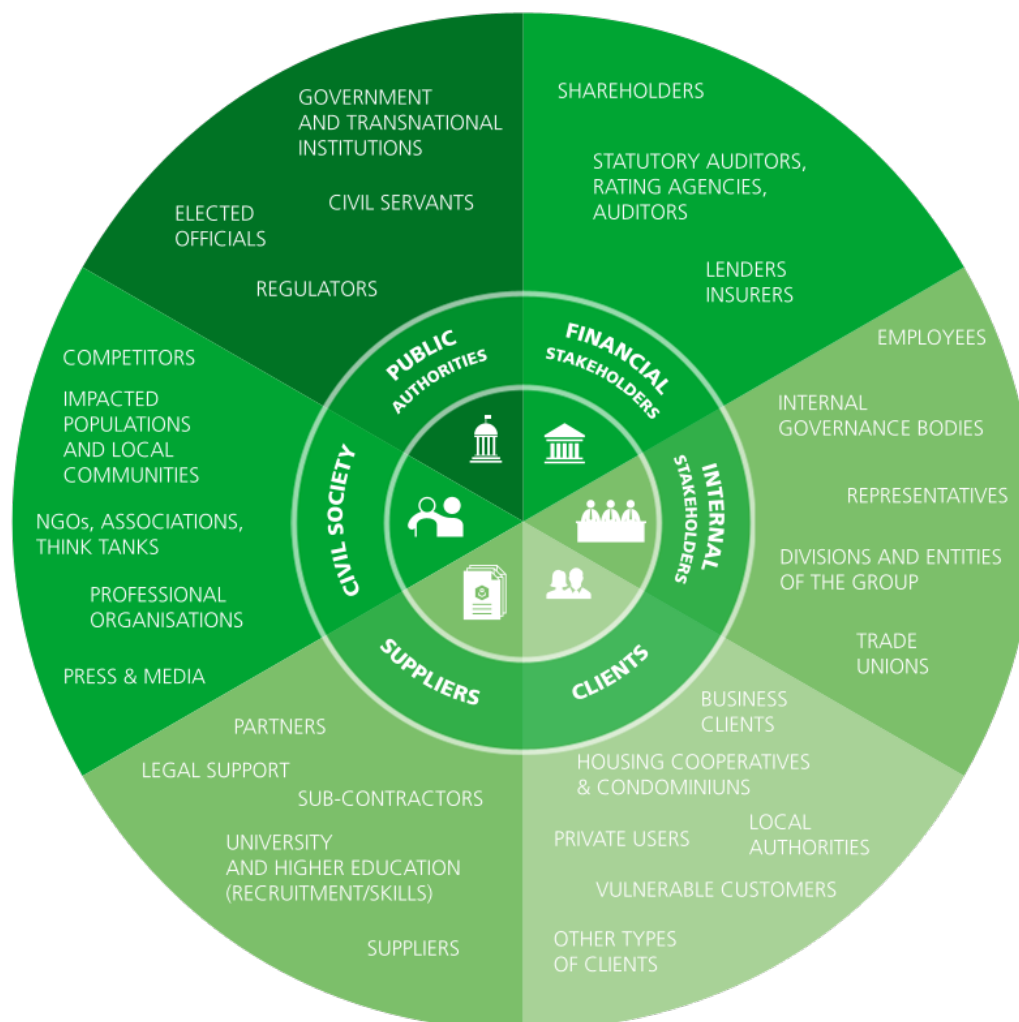 GOVERNMENT
AND TRANSNATIONAL
INSTITUTIONS
CIVIL SERVANTS
ELECTED
OFFICIALS
REGULATORS
SHAREHOLDERS
STATUTORY AUDITORS,
RATING AGENCIES,
AUDITORS
LENDERS
INSURERS
EMPLOYEES
INTERNAL
GOVERNANCE BODIES
REPRESENTATIVES
DIVISIONS AND ENTITIES
OF THE GROUP
TRADE
UNIONS
BUSINESS
CLIENTS
HOUSING COOPERATIVES
& CONDOMINIUNS
PRIVATE USERS
LOCAL
AUTHORITIES
VULNERABLE CUSTOMERS
OTHER TYPES
OF CLIENTS
PARTNERS
LEGAL SUPPORT
SUB-CONTRACTORS
UNIVERSITY
AND HIGHER EDUCATION
(RECRUITMENT/SKILLS)
SUPPLIERS
COMPETITORS
IMPACTED
POPULATIONS
AND LOCAL
COMMUNITIES
NGOs, ASSOCIATIONS,
THINK TANKS
PROFESSIONAL
ORGANISATIONS
PRESS & MEDIA
PUBLIC
AUTHORITIES
FINANCIAL
STAKEHOLDERS
INTERNAL
STAKEHOLDERS
CLIENTS
SUPPLIERS
CIVIL SOCIETY